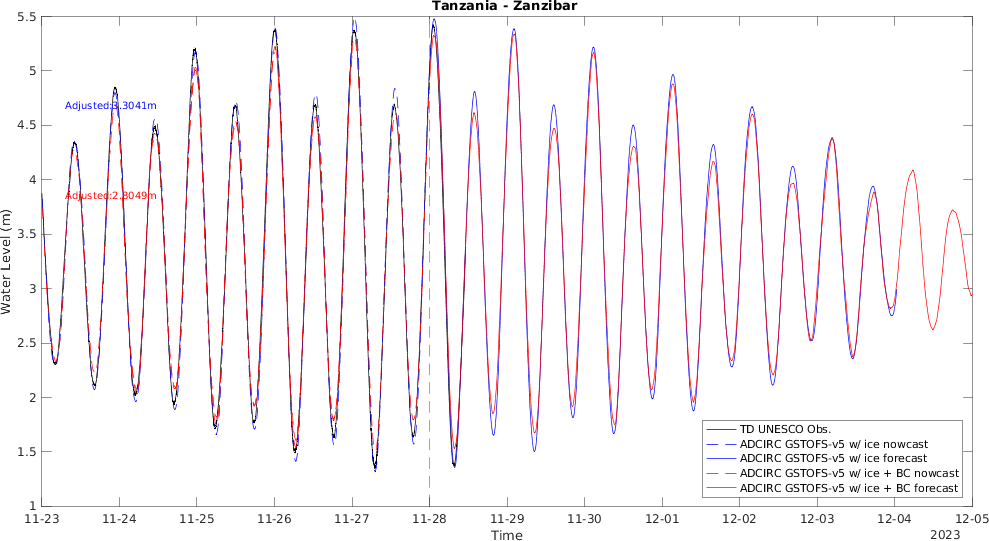 Tanzania - Zanzibar
5.5
5
4.5
4
3.5
3
2.5
2
1.5
1
Water Level (m)
Adjusted:3.3041m
Adjusted:2.8049m
TD UNESCO Obs.
ADCIRC GSTOFS-v5 w/ ice nowcast
ADCIRC GSTOFS-v5 w/ ice forecast
ADCIRC GSTOFS-v5 w/ ice + BC nowcast
ADCIRC GSTOFS-v5 w/ ice + BC forecast
11-23 11-24 11-25 11-26 11-27 11-28 11-29 11-30 12-01 12-02 12-03 12-04 12-05
Time
2023